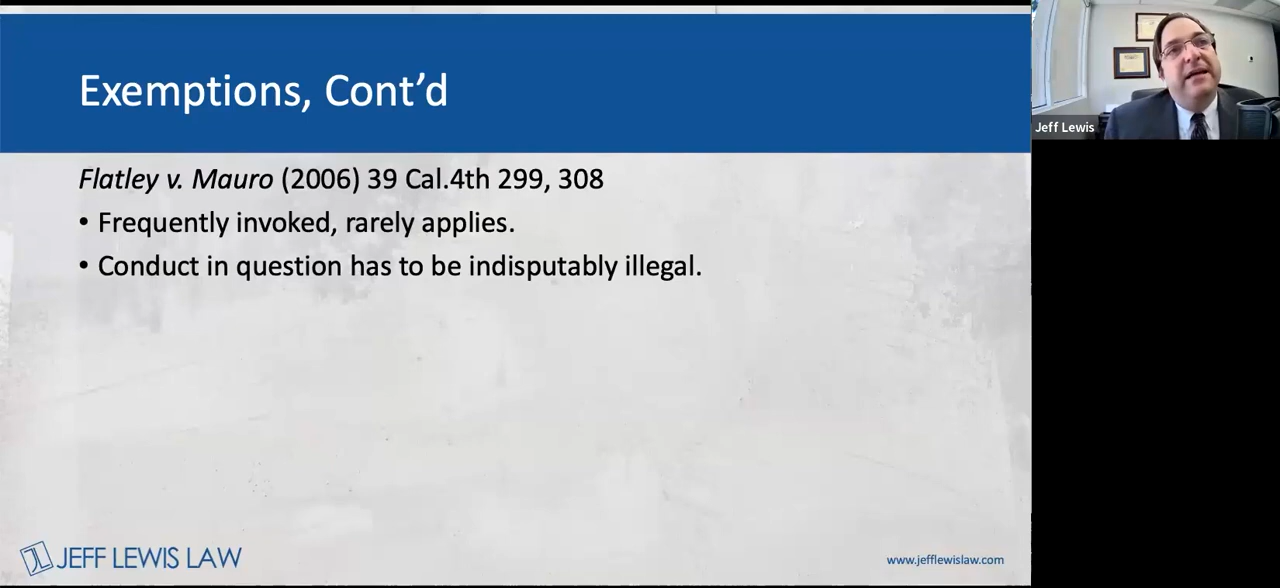 Exemptions, Cont’d
Flatley v. Mauro (2006) 39 Cal.4th 299, 308
• Frequently invoked, rarely applies.
• Conduct in question has to be indisputably illegal.
JEFF LEWIS LAW
www.jefflewislaw.com
Jeff Lewis